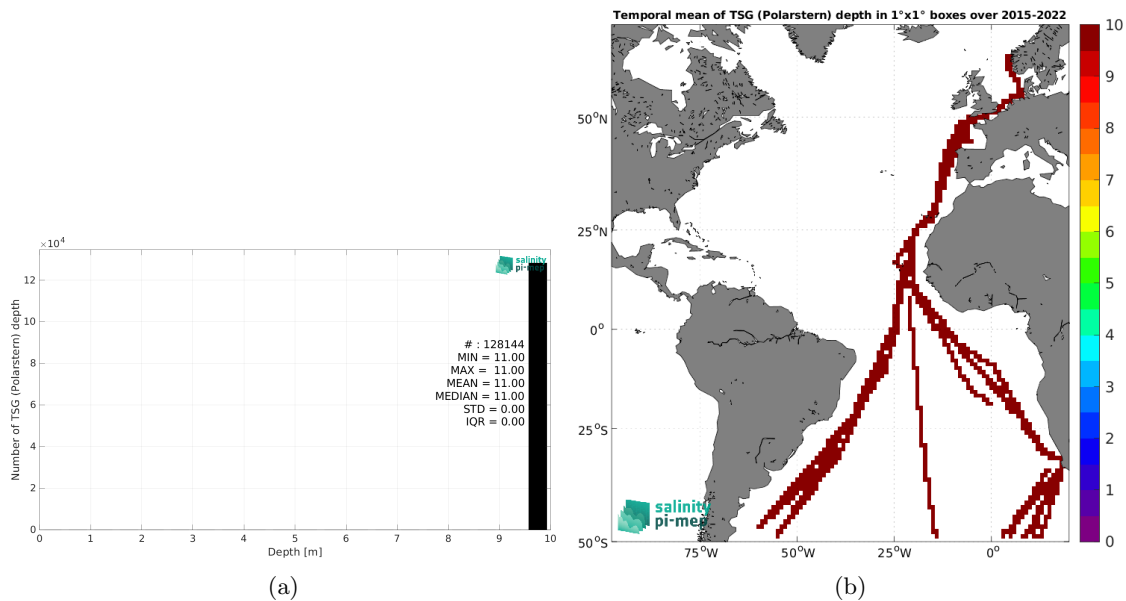 ×10⁴
12
10
8
6
4
2
0
Number of TSG (Polarstern) depth
salinity
pi-mep
# : 128144
MIN = 11.00
MAX = 11.00
MEAN = 11.00
MEDIAN = 11.00
STD = 0.00
IQR = 0.00
0 1 2 3 4 5 6 7 8 9 10
Depth [m]
(a)
Temporal mean of TSG (Polarstern) depth in 1°x1° boxes over 2015-2022
50°N
25°N
0°
25°S
50°S
salinity
pi-mep
75°W 50°W 25°W 0°
10
9
8
7
6
5
4
3
2
1
0
(b)